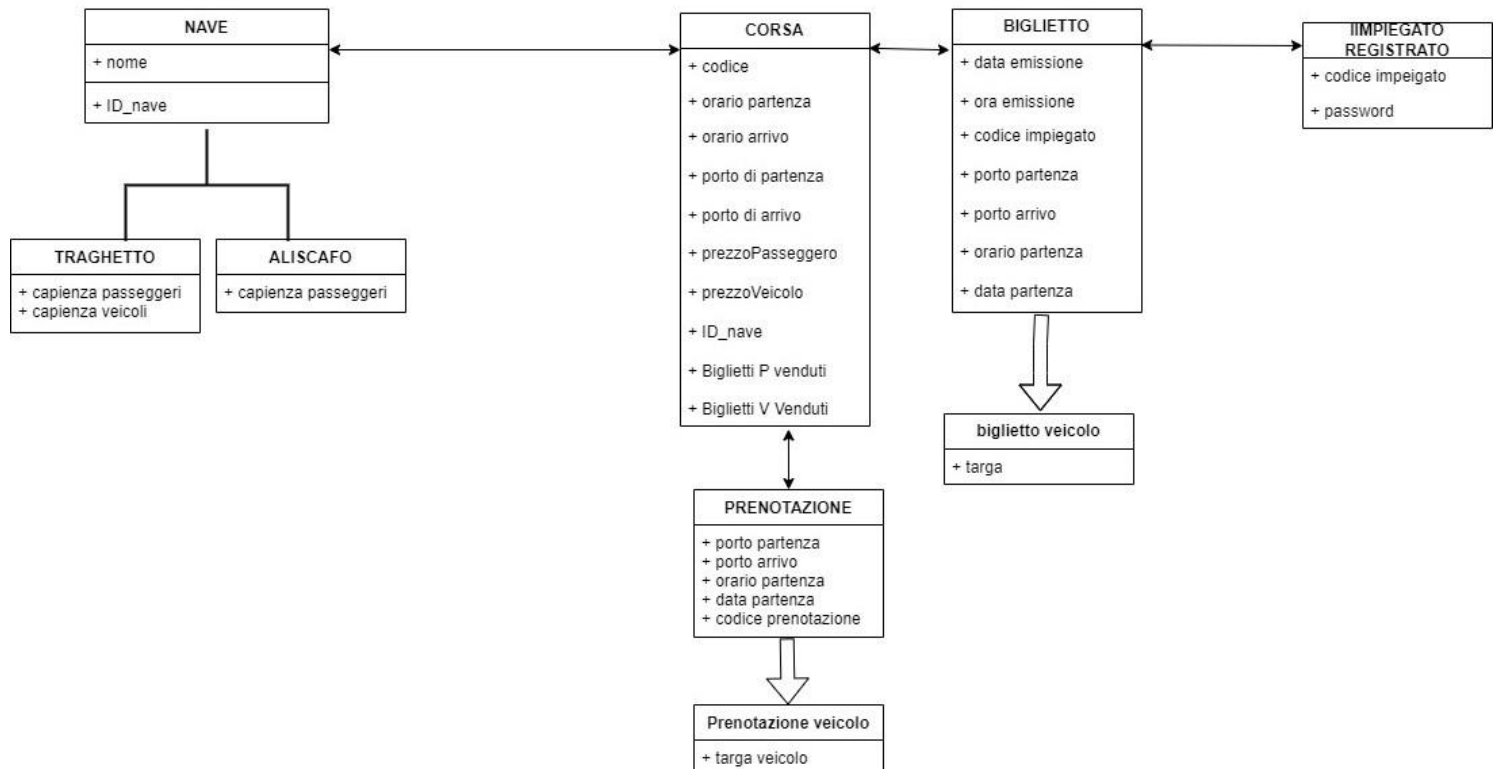 NAVE
+ nome
+ ID_nave
TRAGHETTO
+ capienza passeggeri
+ capienza veicoli
ALISCAFO
+ capienza passeggeri
CORSA
+ codice
+ orario partenza
+ orario arrivo
+ porto di partenza
+ porto di arrivo
+ prezzoPasseggero
+ prezzoVeicolo
+ ID_nave
+ Biglietti P venduti
+ Biglietti V Venduti
PRENOTAZIONE
+ porto partenza
+ porto arrivo
+ orario partenza
+ data partenza
+ codice prenotazione
Prenotazione veicolo
+ targa veicolo
BIGLIETTO
+ data emissione
+ ora emissione
+ codice impiegato
+ porto partenza
+ porto arrivo
+ orario partenza
+ data partenza
biglietto veicolo
+ targa
IIMPIEGATO
REGISTRATO
+ codice impeigato
+ password